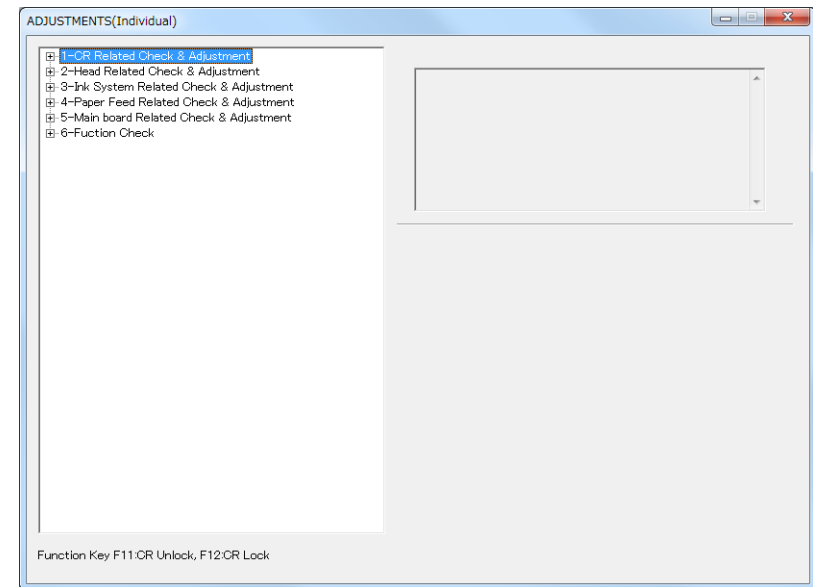 ADJUSTMENTS(Individual)
1-CR Related Check & Adjustment
2-Head Related Check & Adjustment
3-Ink System Related Check & Adjustment
4-Paper Feed Related Check & Adjustment
5-Main board Related Check & Adjustment
6-Fuction Check
Function Key F11:CR Unlock, F12:CR Lock